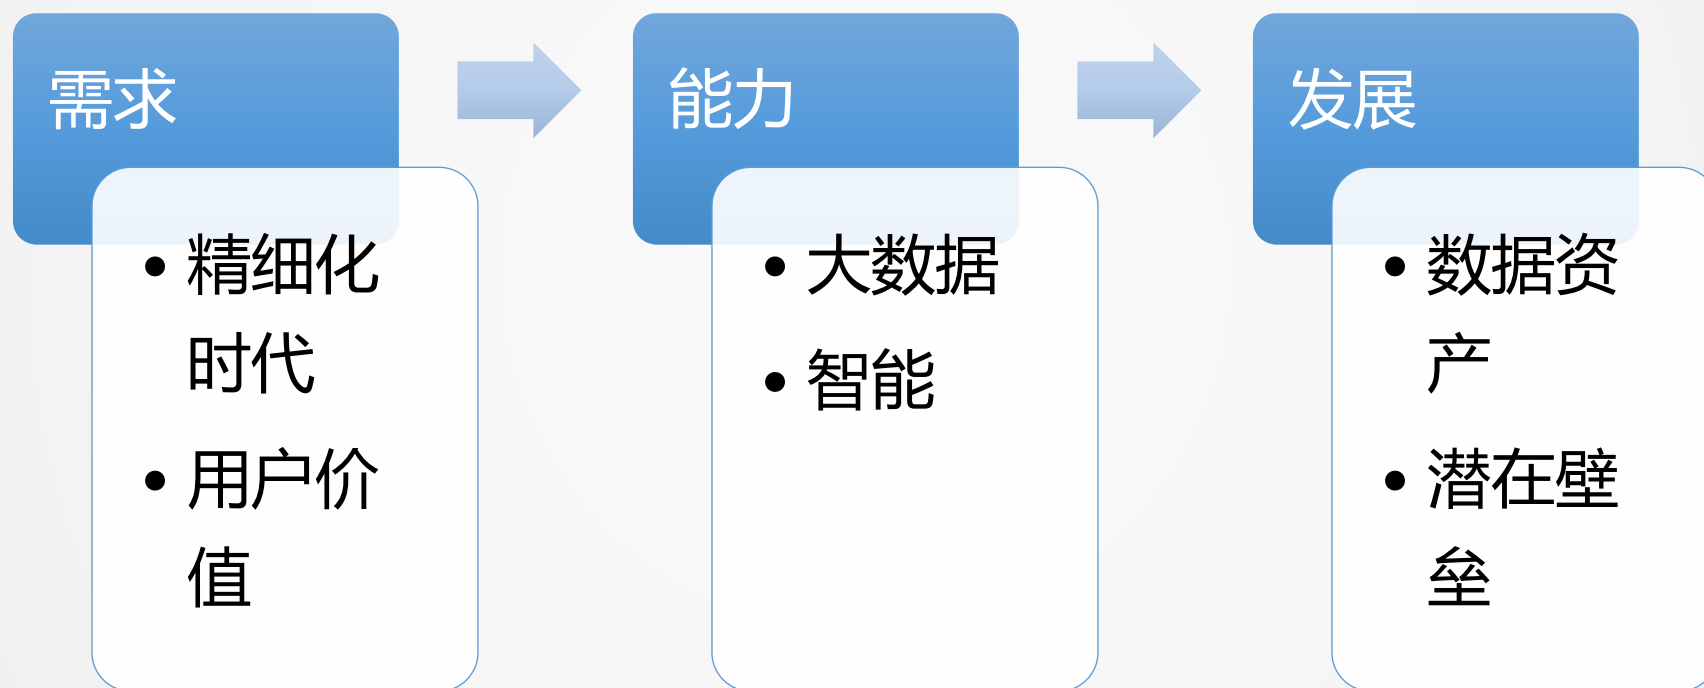 需求
• 精细化
时代
• 用户价
值
能力
• 大数据
• 智能
发展
• 数据资
产
• 潜在壁
垒